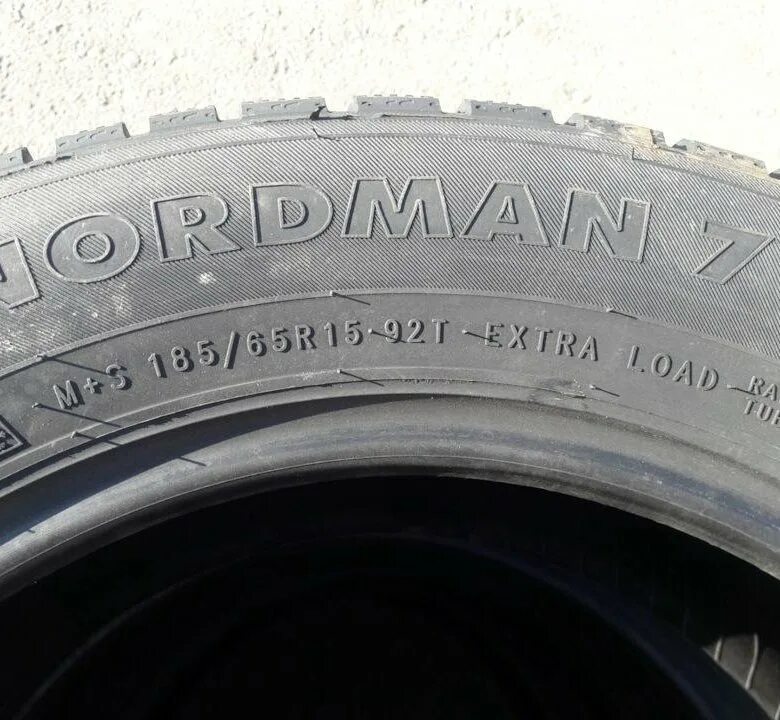 NORDMAN 7
M+S 185/65R15·92T·EXTRA LOAD